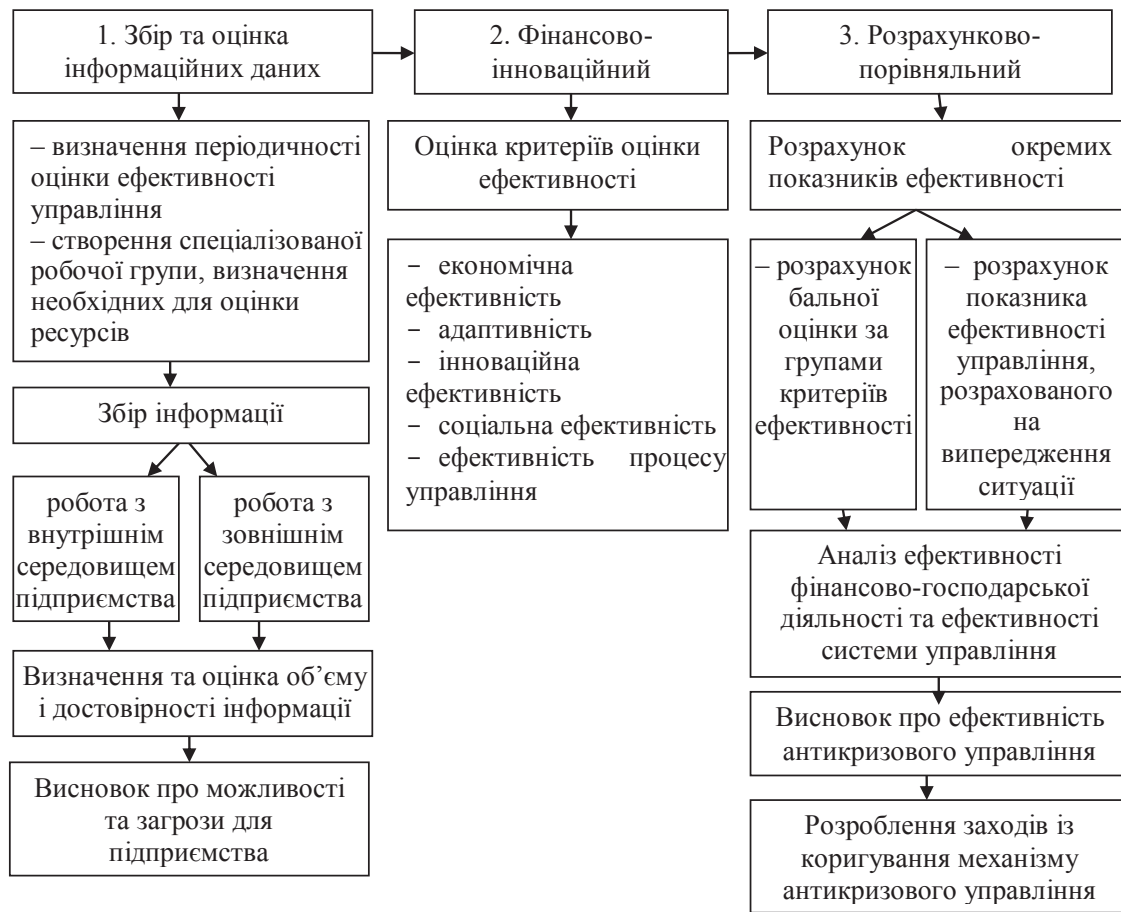 1. Збір та оцінка
інформаційних даних
– визначення періодичності
оцінки ефективності
управління
– створення спеціалізованої
робочої групи, визначення
необхідних для оцінки
ресурсів
Збір інформації
робота з
внутрішнім
середовищем
підприємства
робота з
зовнішнім
середовищем
підприємства
Визначення та оцінка об’єму
і достовірності інформації
Висновок про можливості
та загрози для
підприємства
2. Фінансово-
інноваційний
Оцінка критеріїв оцінки
ефективності
– економічна
ефективність
– адаптивність
– інноваційна
ефективність
– соціальна ефективність
– ефективність процесу
управління
3. Розрахунково-
порівняльний
Розрахунок окремих
показників ефективності
– розрахунок
бальної
оцінки за
групами
критеріїв
ефективності
– розрахунок
показника
ефективності
управління,
розрахованого
на
випередження
ситуації
Аналіз ефективності
фінансово-господарської
діяльності та ефективності
системи управління
Висновок про ефективність
антикризового управління
Розроблення заходів із
коригування механізму
антикризового управління